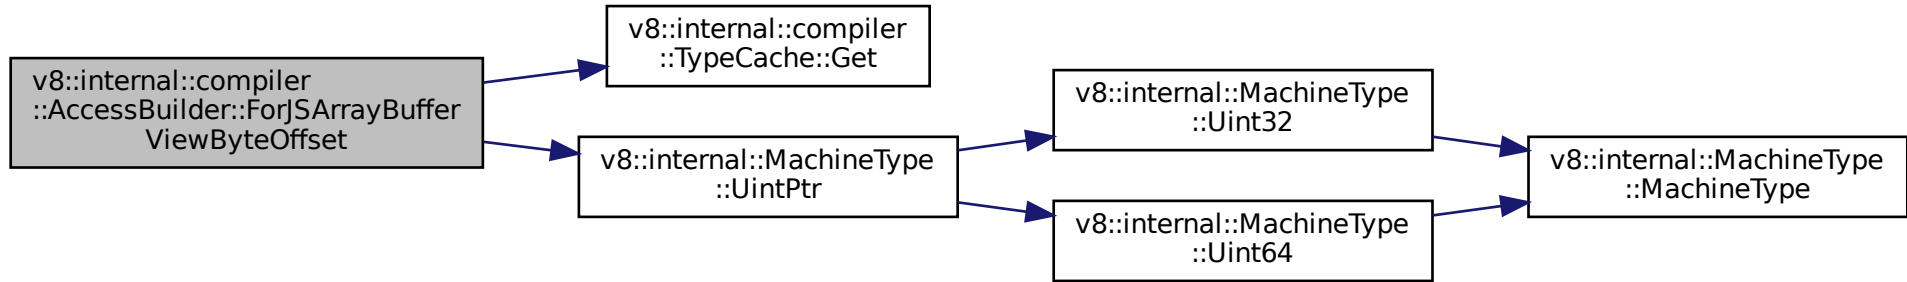 v8::internal::compiler
::AccessBuilder::ForJSArrayBuffer
ViewByteOffset
v8::internal::compiler
::TypeCache::Get
v8::internal::MachineType
::UintPtr
v8::internal::MachineType
::Uint32
v8::internal::MachineType
::Uint64
v8::internal::MachineType
::MachineType